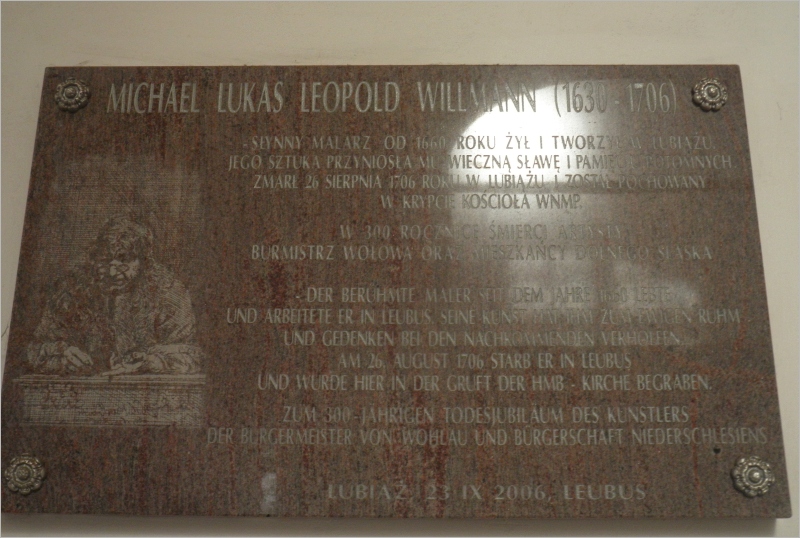 MICHAEL LUKAS LEOPOLD WILLMANN (1630 - 1706)
- SŁYNNY MALARZ OD 1660 ROKU ŻYŁ I TWORZYŁ W LUBIĄŻU.
JEGO SZTUKA PRZYNIOSŁA MU WIECZNĄ SŁAWĘ I PAMIĘĆ POTOMNYCH.
ZMARŁ 26 SIERPNIA 1706 ROKU W LUBIĄŻU I ZOSTAŁ POCHOWANY
W KRYPCIE KOŚCIOŁA WNMP.
W 300 ROCZNICĘ ŚMIERCI ARTYSTY
BURMISTRZ WOŁOWA ORAZ MIESZKAŃCY DOLNEGO ŚLĄSKA
- DER BERÜHMTE MALER SEIT DEM JAHRE LEBTE
UND ARBEITETE ER IN LEUBUS. SEINE KUNST HAT IHM ZUM EWIGEN RUHM
UND GEDENKEN BEI DEN NACHKOMMENDEN VERHOLFEN.
AM 26. AUGUST 1706 STARB ER IN LEUBUS
UND WURDE HIER IN DER GRUFT DER HMB - KIRCHE BEGRABEN.
ZUM 300-JÄHRIGEN TODESJUBILÄUM DES KÜNSTLERS
DER BÜRGERMEISTER VON WOHLAU UND BÜRGERSCHAFT NIEDERSCHLESIENS
LUBIĄŻ, 23 IX 2006, LEUBUS